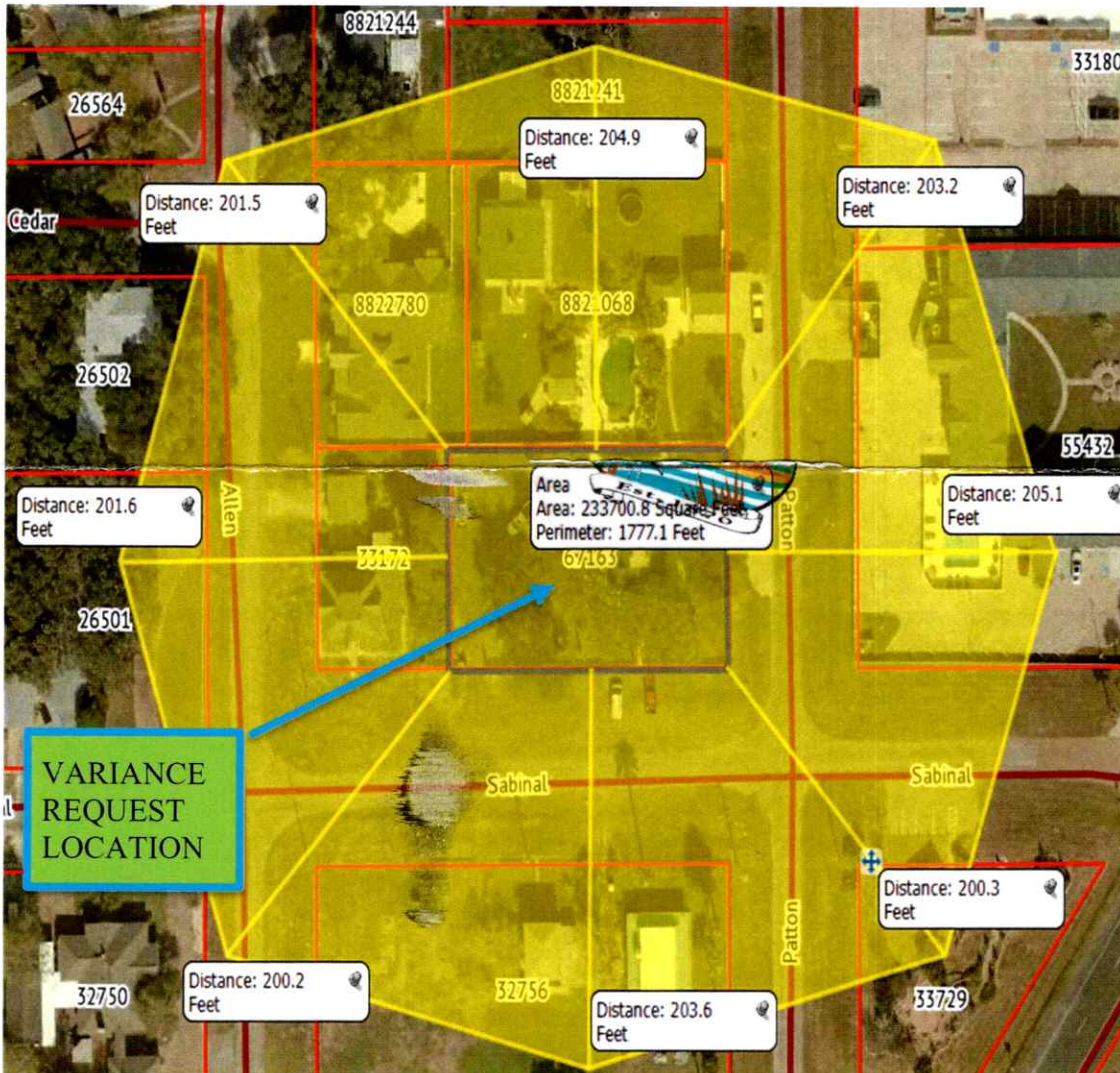 8821244
33180
26564
8821241
Distance: 204.9
Feet
Distance: 203.2
Feet
Distance: 201.5
Feet
Cedar
8822780
8821068
26502
55432
Distance: 201.6
Feet
Allen
Area
Area: 233700.8 Square Feet
Perimeter: 1777.1 Feet
Patton
Distance: 205.1
Feet
33172
67163
26501
VARIANCE
REQUEST
LOCATION
Sabinal
Sabinal
Distance: 200.3
Feet
Patton
Distance: 200.2
Feet
32750
32756
Distance: 203.6
Feet
33729